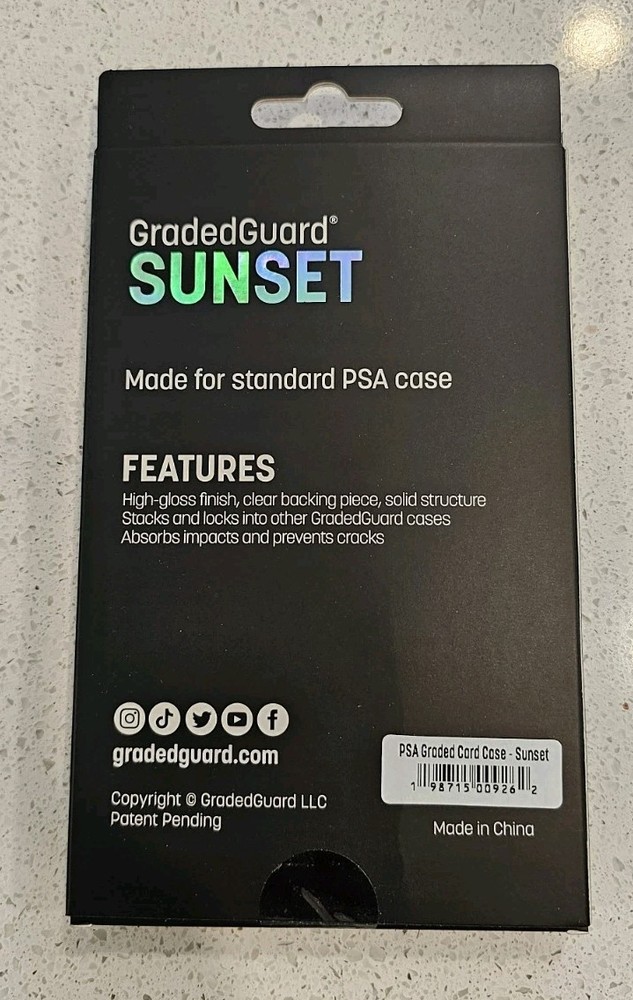 GradedGuard®
SUNSET
Made for standard PSA case
FEATURES
High-gloss finish, clear backing piece, solid structure
Stacks and locks into other GradedGuard cases
Absorbs impacts and prevents cracks
gradedguard.com
Copyright © GradedGuard LLC
Patent Pending
PSA Graded Card Case - Sunset
1 98715 00926 2
Made in China